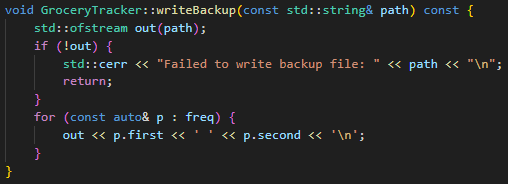 void GroceryTracker::writeBackup(const std::string& path) const {
    std::ofstream out(path);
    if (!out) {
        std::cerr << "Failed to write backup file: " << path << "\n";
        return;
    }
    for (const auto& p : freq) {
        out << p.first << ' ' << p.second << '\n';
    }
}